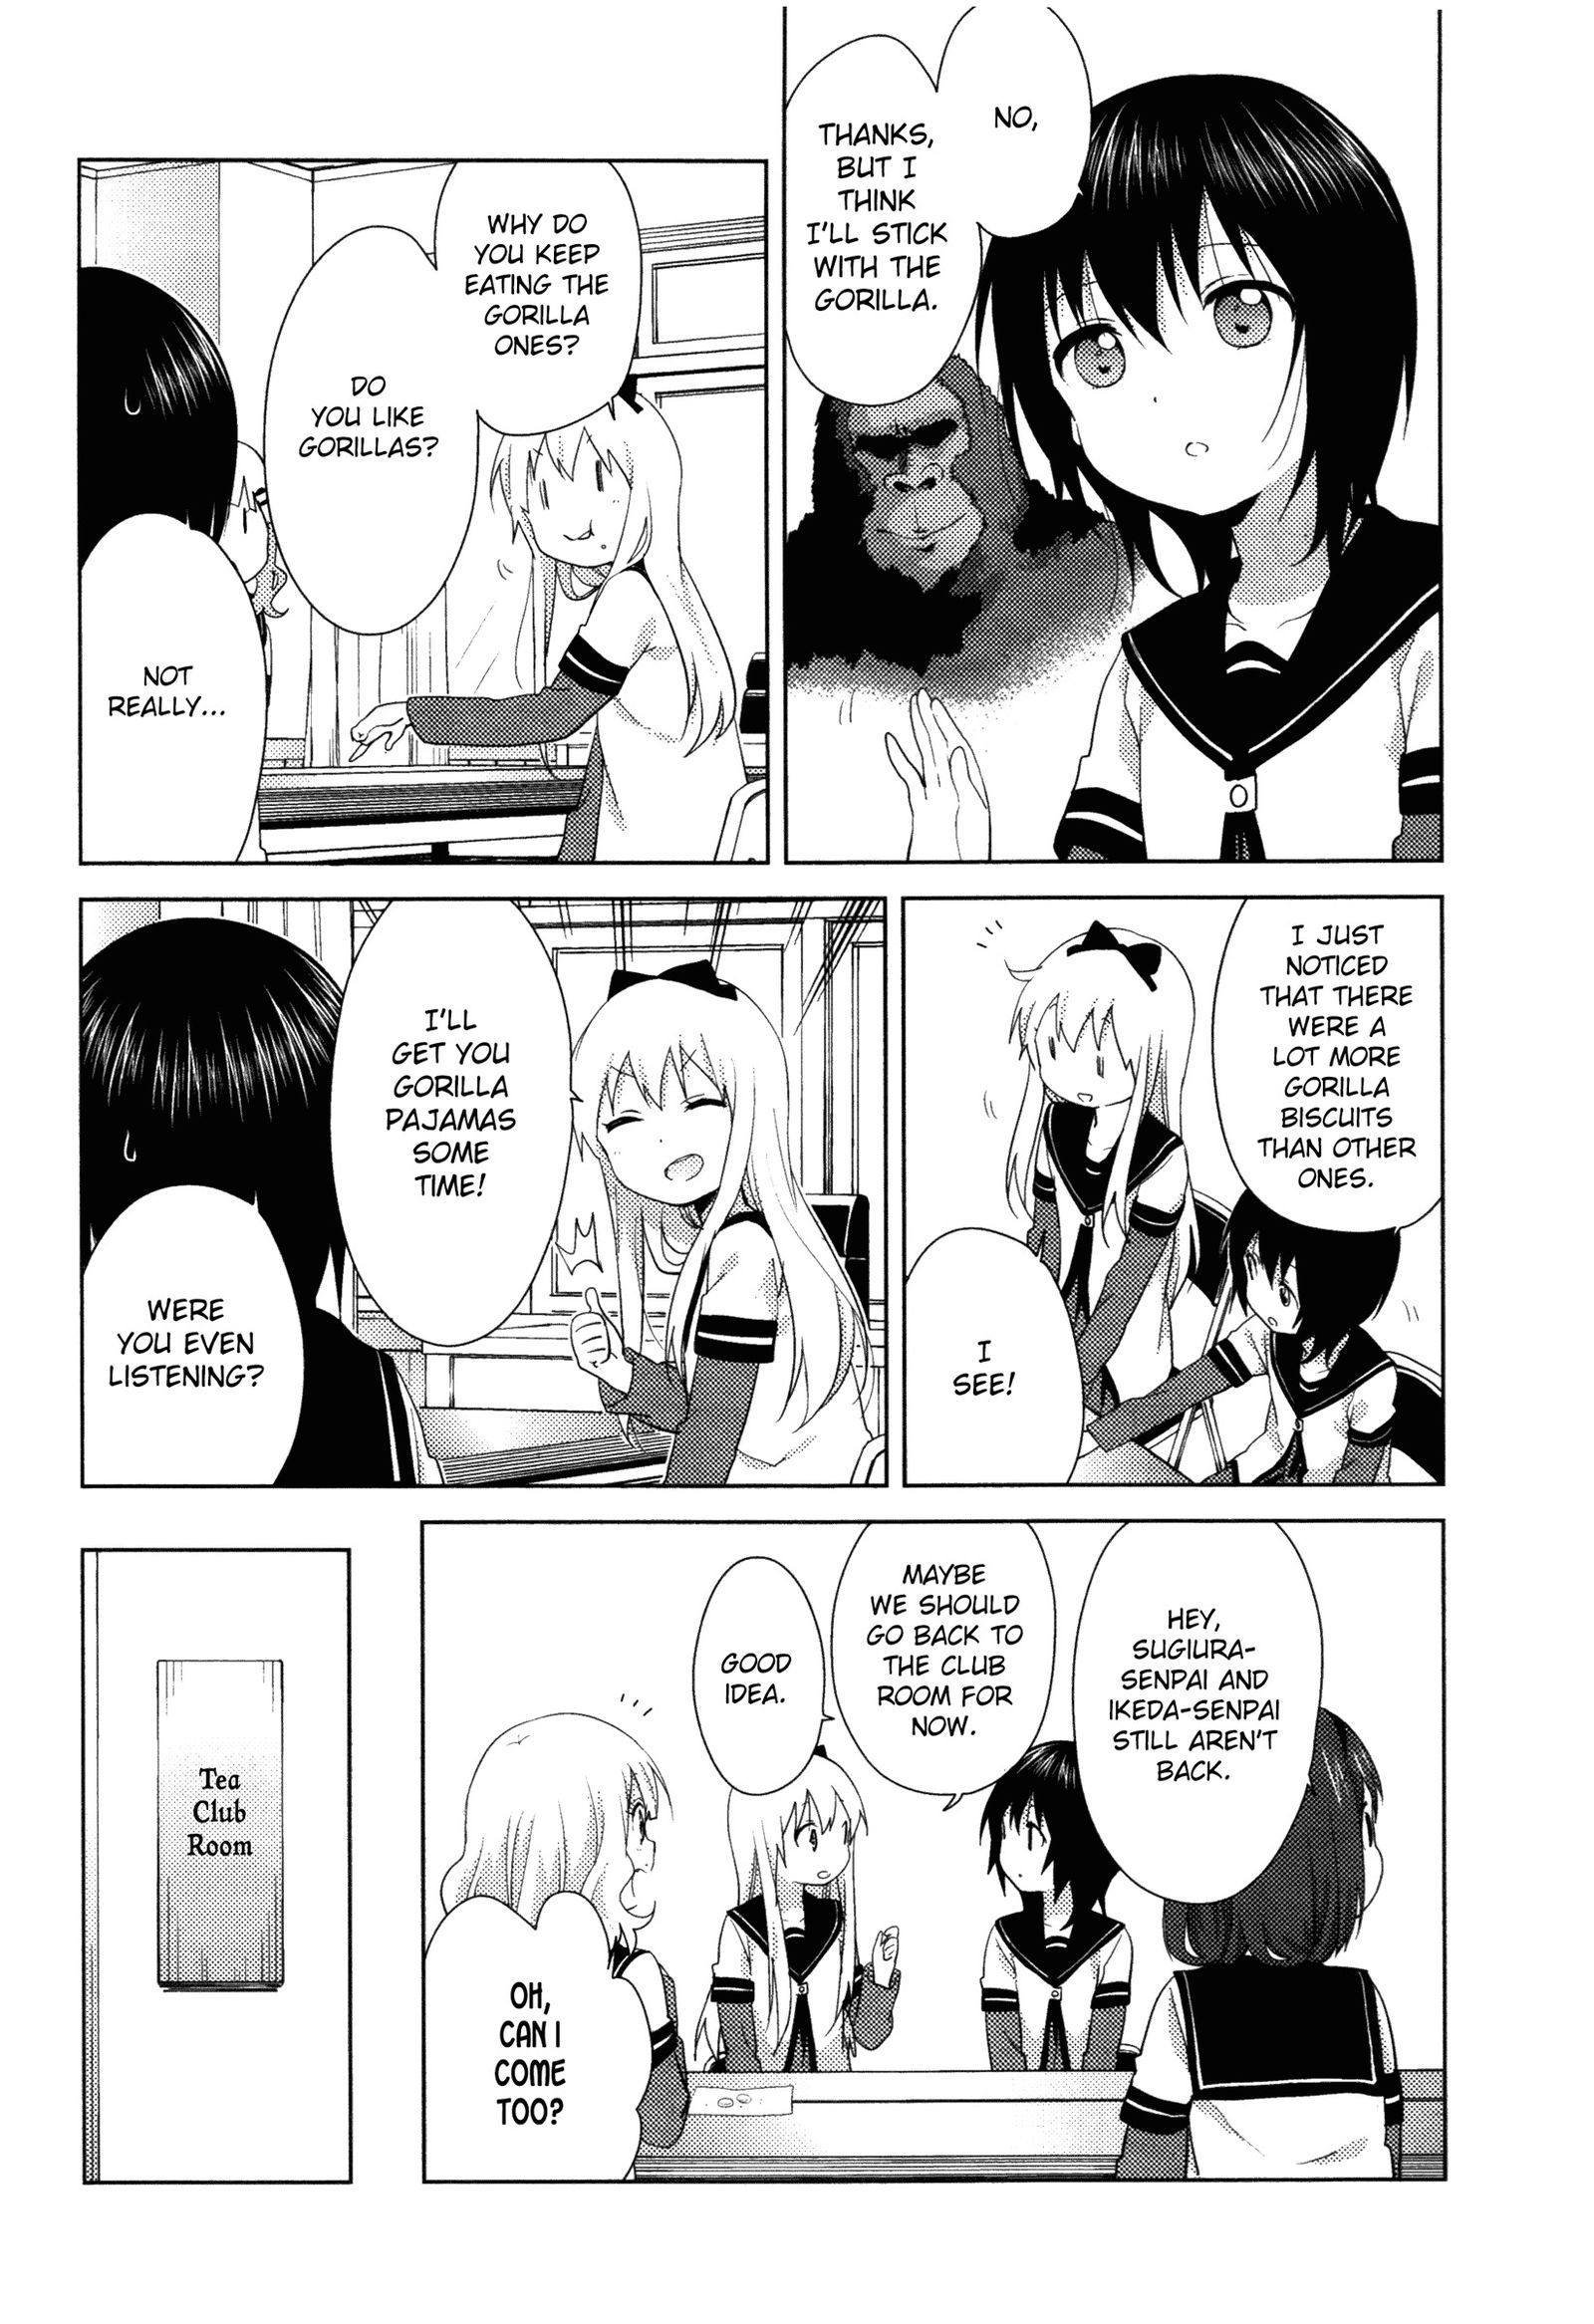 NO,
THANKS,
BUT I
THINK
I'LL STICK
WITH THE
GORILLA.
WHY DO
YOU KEEP
EATING THE
GORILLA
ONES?
DO
YOU LIKE
GORILLAS?
NOT
REALLY...
I JUST
NOTICED
THAT THERE
WERE A
LOT MORE
GORILLA
BISCUITS
THAN OTHER
ONES.
I
SEE!
I'LL
GET YOU
GORILLA
PAJAMAS
SOME
TIME!
WERE
YOU EVEN
LISTENING?
HEY,
SUGIURA-
SENPAI AND
IKEDA-SENPAI
STILL AREN'T
BACK.
MAYBE
WE SHOULD
GO BACK TO
THE CLUB
ROOM FOR
NOW.
GOOD
IDEA.
OH,
CAN I
COME
TOO?
Tea
Club
Room